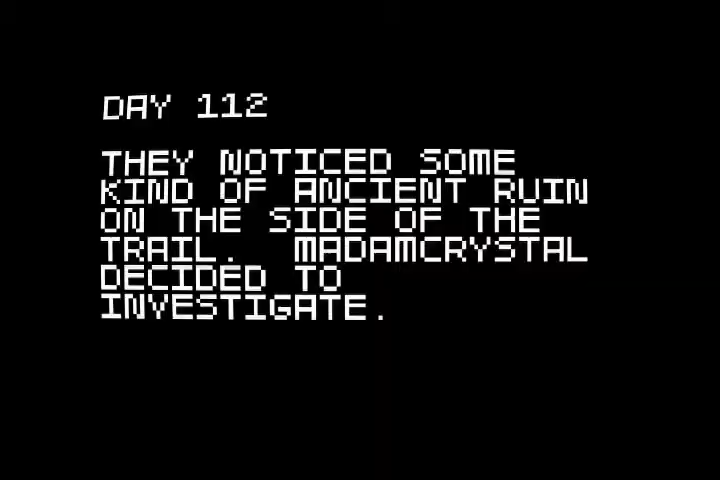 DAY 112
THEY NOTICED SOME
KIND OF ANCIENT RUIN
ON THE SIDE OF THE
TRAIL.  MADAMCRYSTAL
DECIDED TO
INVESTIGATE.